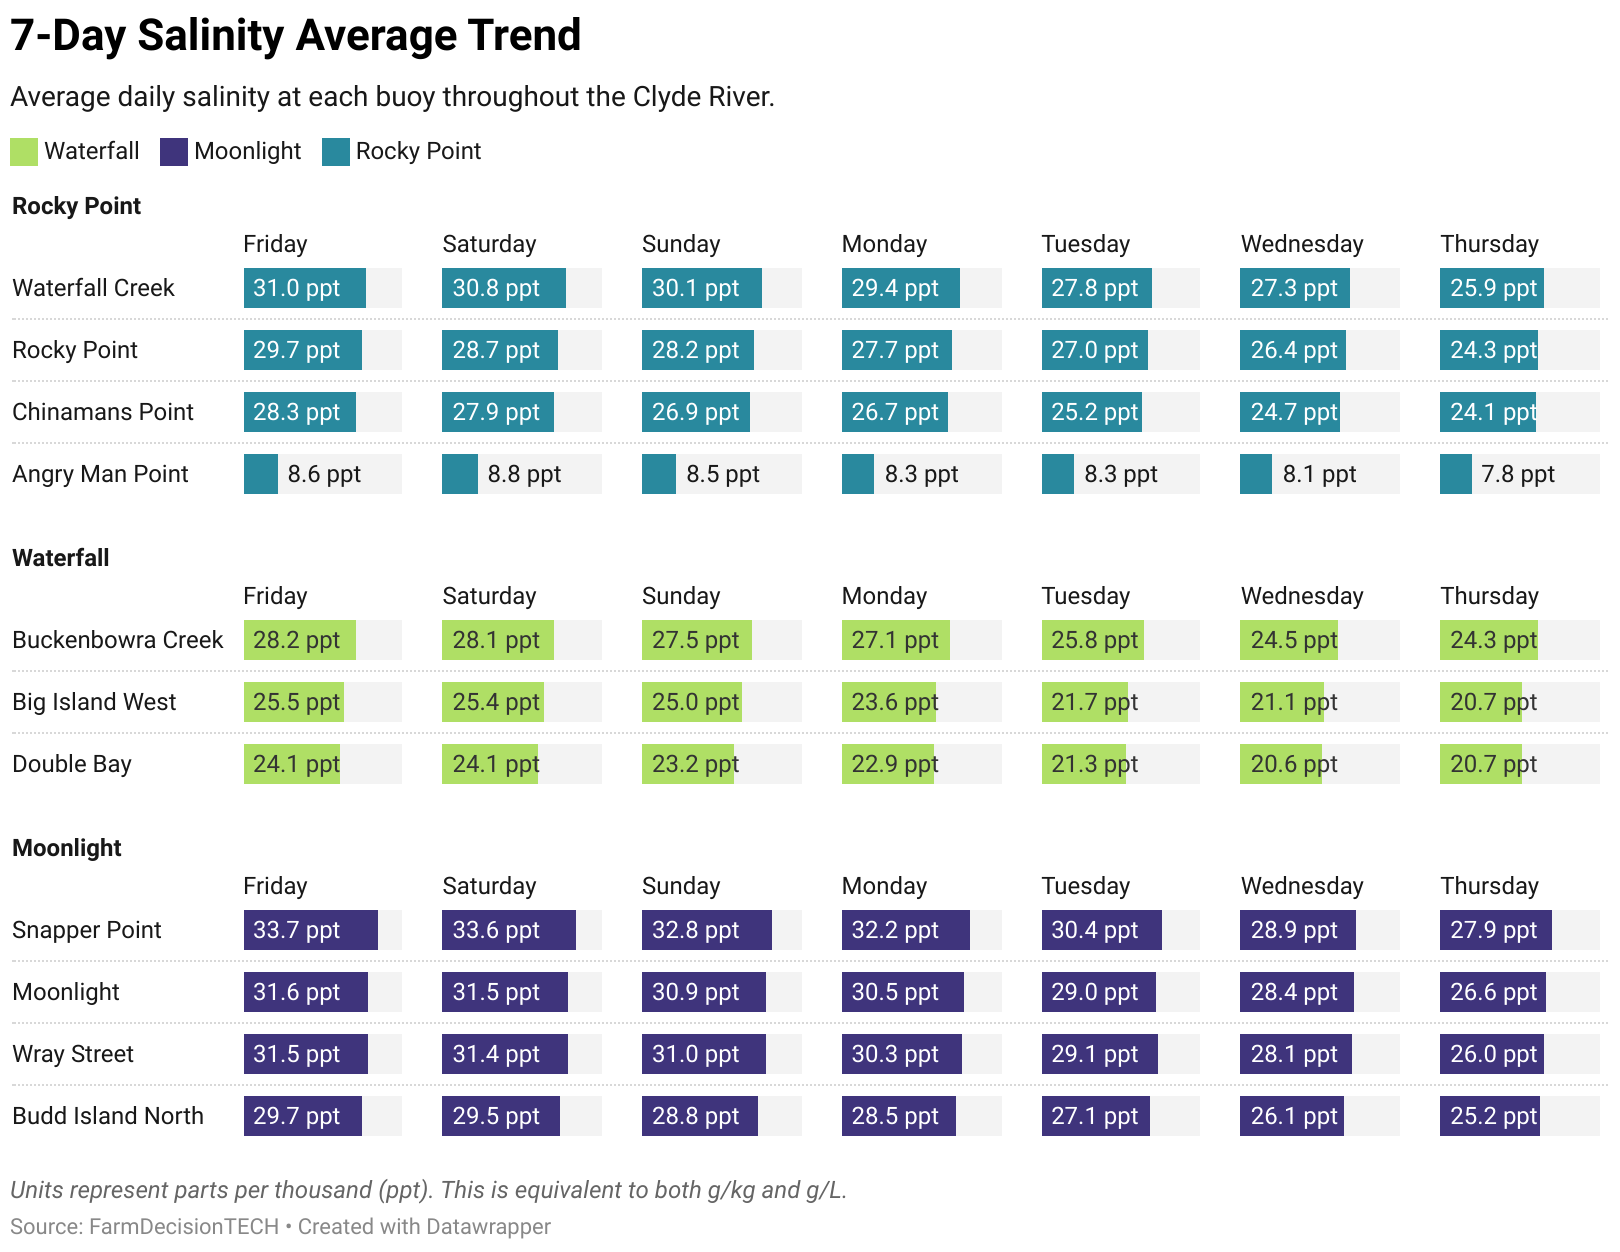 7-Day Salinity Average Trend
Average daily salinity at each buoy throughout the Clyde River.
Waterfall Moonlight Rocky Point
Rocky Point
Friday Saturday Sunday Monday Tuesday Wednesday Thursday
Waterfall Creek 31.0 ppt 30.8 ppt 30.1 ppt 29.4 ppt 27.8 ppt 27.3 ppt 25.9 ppt
Rocky Point 29.7 ppt 28.7 ppt 28.2 ppt 27.7 ppt 27.0 ppt 26.4 ppt 24.3 ppt
Chinamans Point 28.3 ppt 27.9 ppt 26.9 ppt 26.7 ppt 25.2 ppt 24.7 ppt 24.1 ppt
Angry Man Point 8.6 ppt 8.8 ppt 8.5 ppt 8.3 ppt 8.3 ppt 8.1 ppt 7.8 ppt
Waterfall
Friday Saturday Sunday Monday Tuesday Wednesday Thursday
Buckenbowra Creek 28.2 ppt 28.1 ppt 27.5 ppt 27.1 ppt 25.8 ppt 24.5 ppt 24.3 ppt
Big Island West 25.5 ppt 25.4 ppt 25.0 ppt 23.6 ppt 21.7 ppt 21.1 ppt 20.7 ppt
Double Bay 24.1 ppt 24.1 ppt 23.2 ppt 22.9 ppt 21.3 ppt 20.6 ppt 20.7 ppt
Moonlight
Friday Saturday Sunday Monday Tuesday Wednesday Thursday
Snapper Point 33.7 ppt 33.6 ppt 32.8 ppt 32.2 ppt 30.4 ppt 28.9 ppt 27.9 ppt
Moonlight 31.6 ppt 31.5 ppt 30.9 ppt 30.5 ppt 29.0 ppt 28.4 ppt 26.6 ppt
Wray Street 31.5 ppt 31.4 ppt 31.0 ppt 30.3 ppt 29.1 ppt 28.1 ppt 26.0 ppt
Budd Island North 29.7 ppt 29.5 ppt 28.8 ppt 28.5 ppt 27.1 ppt 26.1 ppt 25.2 ppt
Units represent parts per thousand (ppt). This is equivalent to both g/kg and g/L.
Source: FarmDecisionTECH • Created with Datawrapper